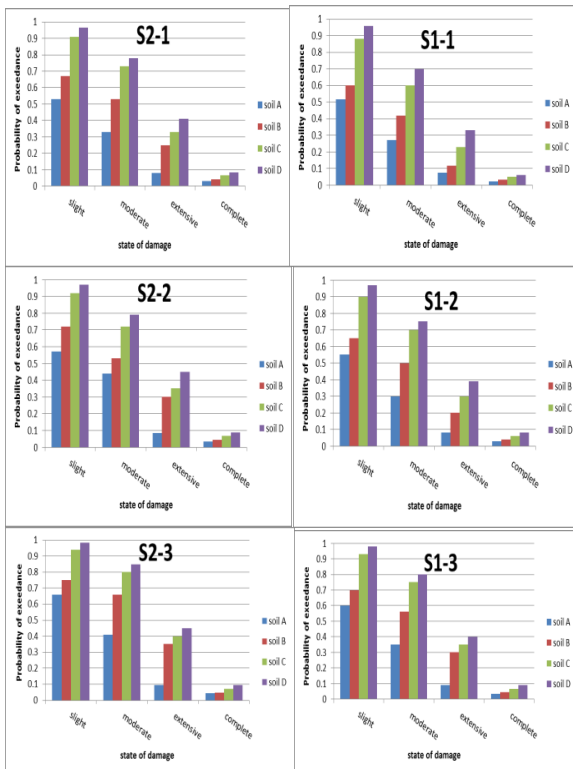 S2-1
Probability of exeedance
1
0.9
0.8
0.7
0.6
0.5
0.4
0.3
0.2
0.1
0
slight
moderate
extensive
complete
state of damage
soil A
soil B
soil C
soil D
S1-1
Probability of exeedance
1
0.9
0.8
0.7
0.6
0.5
0.4
0.3
0.2
0.1
0
slight
moderate
extensive
complete
state of damage
soil A
soil B
soil C
soil D
S2-2
Probability of exeedance
1
0.9
0.8
0.7
0.6
0.5
0.4
0.3
0.2
0.1
0
slight
moderate
extensive
complete
state of damage
soil A
soil B
soil C
soil D
S1-2
Probability of exeedance
1
0.9
0.8
0.7
0.6
0.5
0.4
0.3
0.2
0.1
0
slight
moderate
extensive
complete
state of damage
soil A
soil B
soil C
soil D
S2-3
Probability of exeedance
1
0.9
0.8
0.7
0.6
0.5
0.4
0.3
0.2
0.1
0
slight
moderate
extensive
complete
state of damage
soil A
soil B
soil C
soil D
S1-3
Probability of exeedance
1
0.9
0.8
0.7
0.6
0.5
0.4
0.3
0.2
0.1
0
slight
moderate
extensive
complete
state of damage
soil A
soil B
soil C
soil D